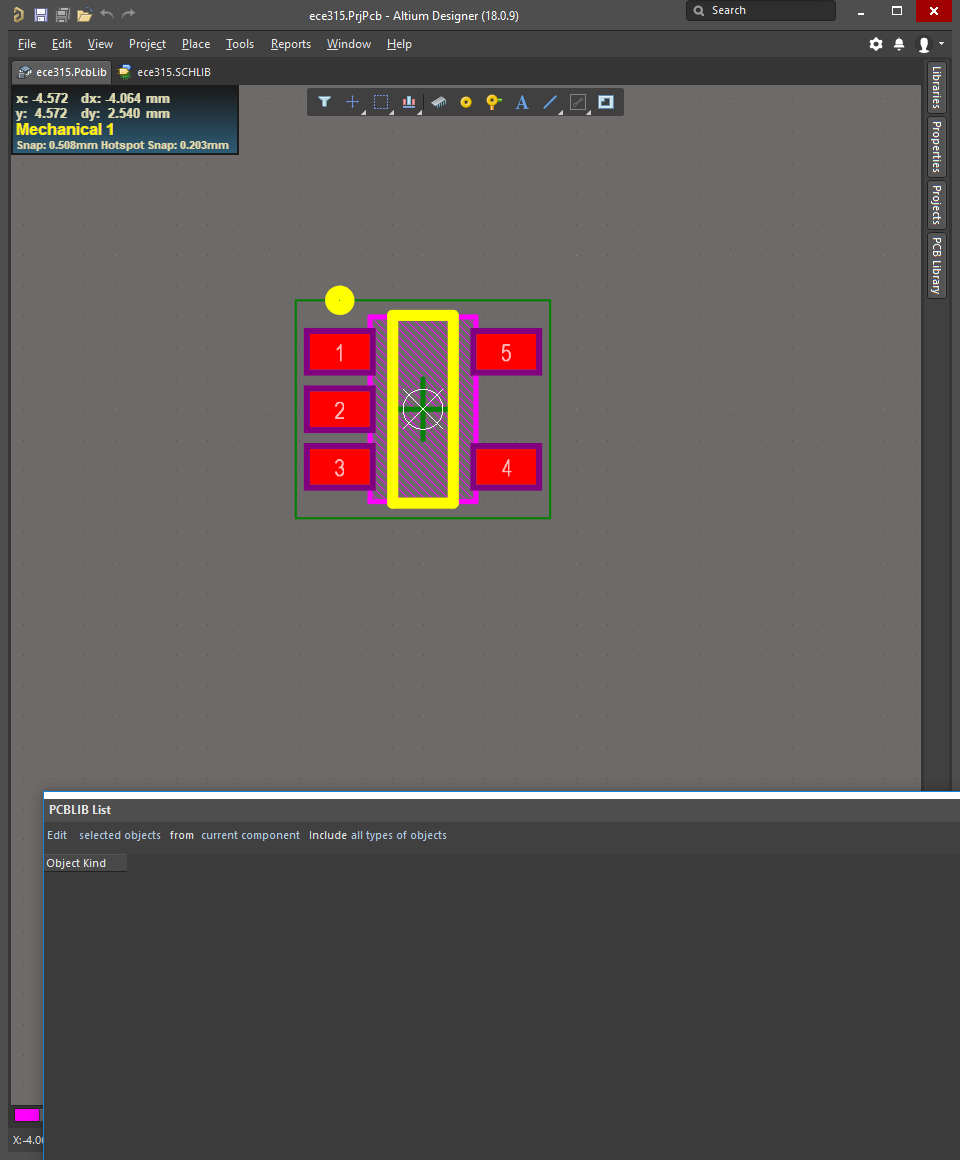 ece315.PrjPcb - Altium Designer (18.0.9)
Search
File Edit View Project Place Tools Reports Window Help
ece315.PcbLib ece315.SCHLIB
x: -4.572 dx: -4.064 mm
y: 4.572 dy: 2.540 mm
Mechanical 1
Snap: 0.508mm Hotspot Snap: 0.203mm
A
Libraries
Properties
Projects
PCB Library
1
5
2
3
4
PCBLIB List
Edit selected objects from current component Include all types of objects
Object Kind